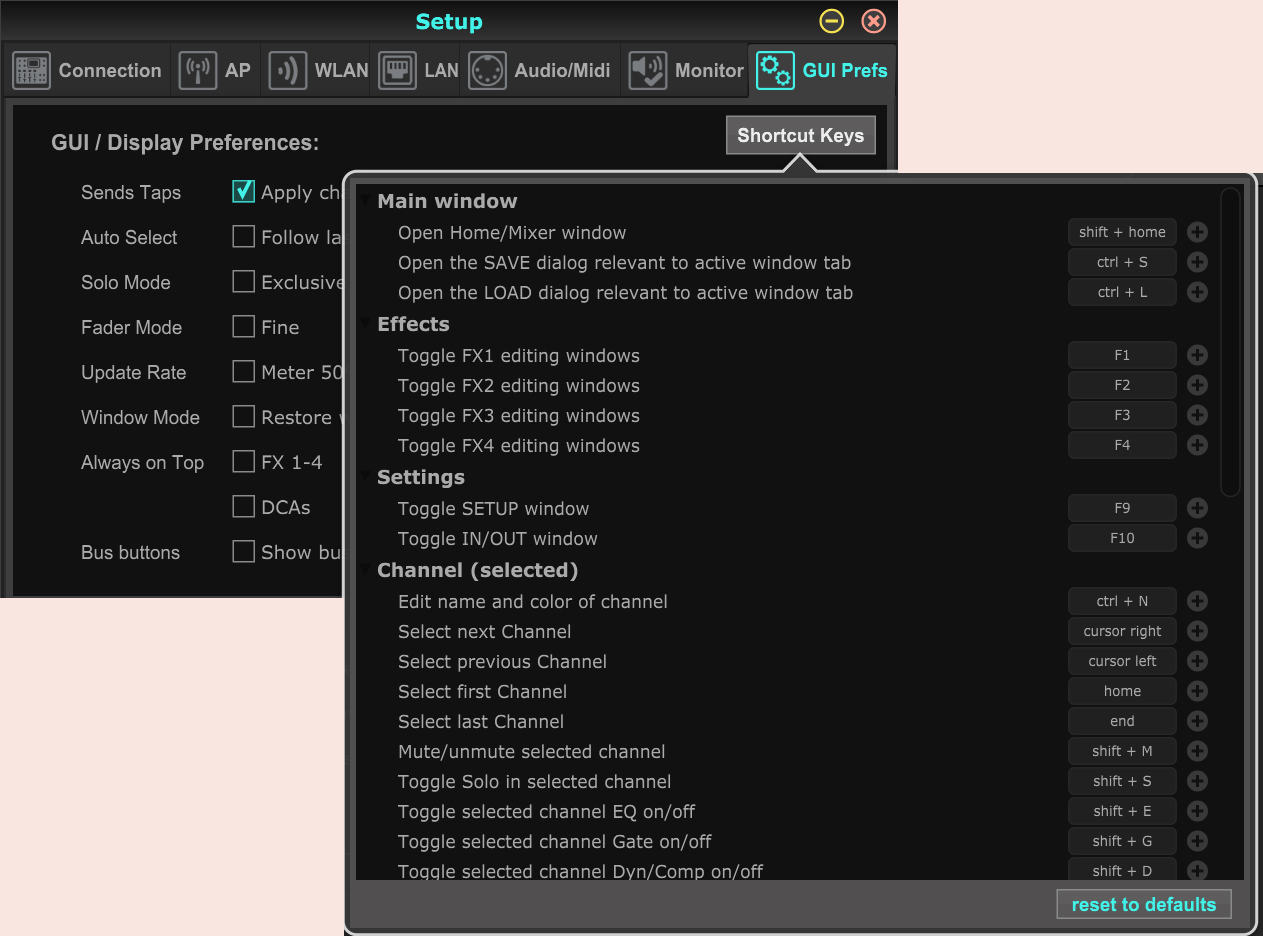 Setup
Connection AP WLAN LAN Audio/Midi Monitor GUI Prefs
GUI / Display Preferences:
Shortcut Keys
Sends Taps Apply
Auto Select Follow
Solo Mode Exclusive
Fader Mode Fine
Update Rate Meter 50
Window Mode Restore
Always on Top FX 1-4
DCAs
Bus buttons Show
Main window
Open Home/Mixer window shift + home
Open the SAVE dialog relevant to active window tab ctrl + S
Open the LOAD dialog relevant to active window tab ctrl + L
Effects
Toggle FX1 editing windows F1
Toggle FX2 editing windows F2
Toggle FX3 editing windows F3
Toggle FX4 editing windows F4
Settings
Toggle SETUP window F9
Toggle IN/OUT window F10
Channel (selected)
Edit name and color of channel ctrl + N
Select next Channel cursor right
Select previous Channel cursor left
Select first Channel home
Select last Channel end
Mute/unmute selected channel shift + M
Toggle Solo in selected channel shift + S
Toggle selected channel EQ on/off shift + E
Toggle selected channel Gate on/off shift + G
Toggle selected channel Dyn/Comp on/off shift + D
reset to defaults